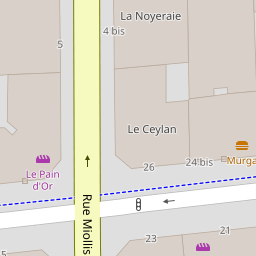 La Noyeraie
4 bis
5
Le Ceylan
Murga
24 bis
26
Le Pain
d'Or
Rue Miollis
21
23
5